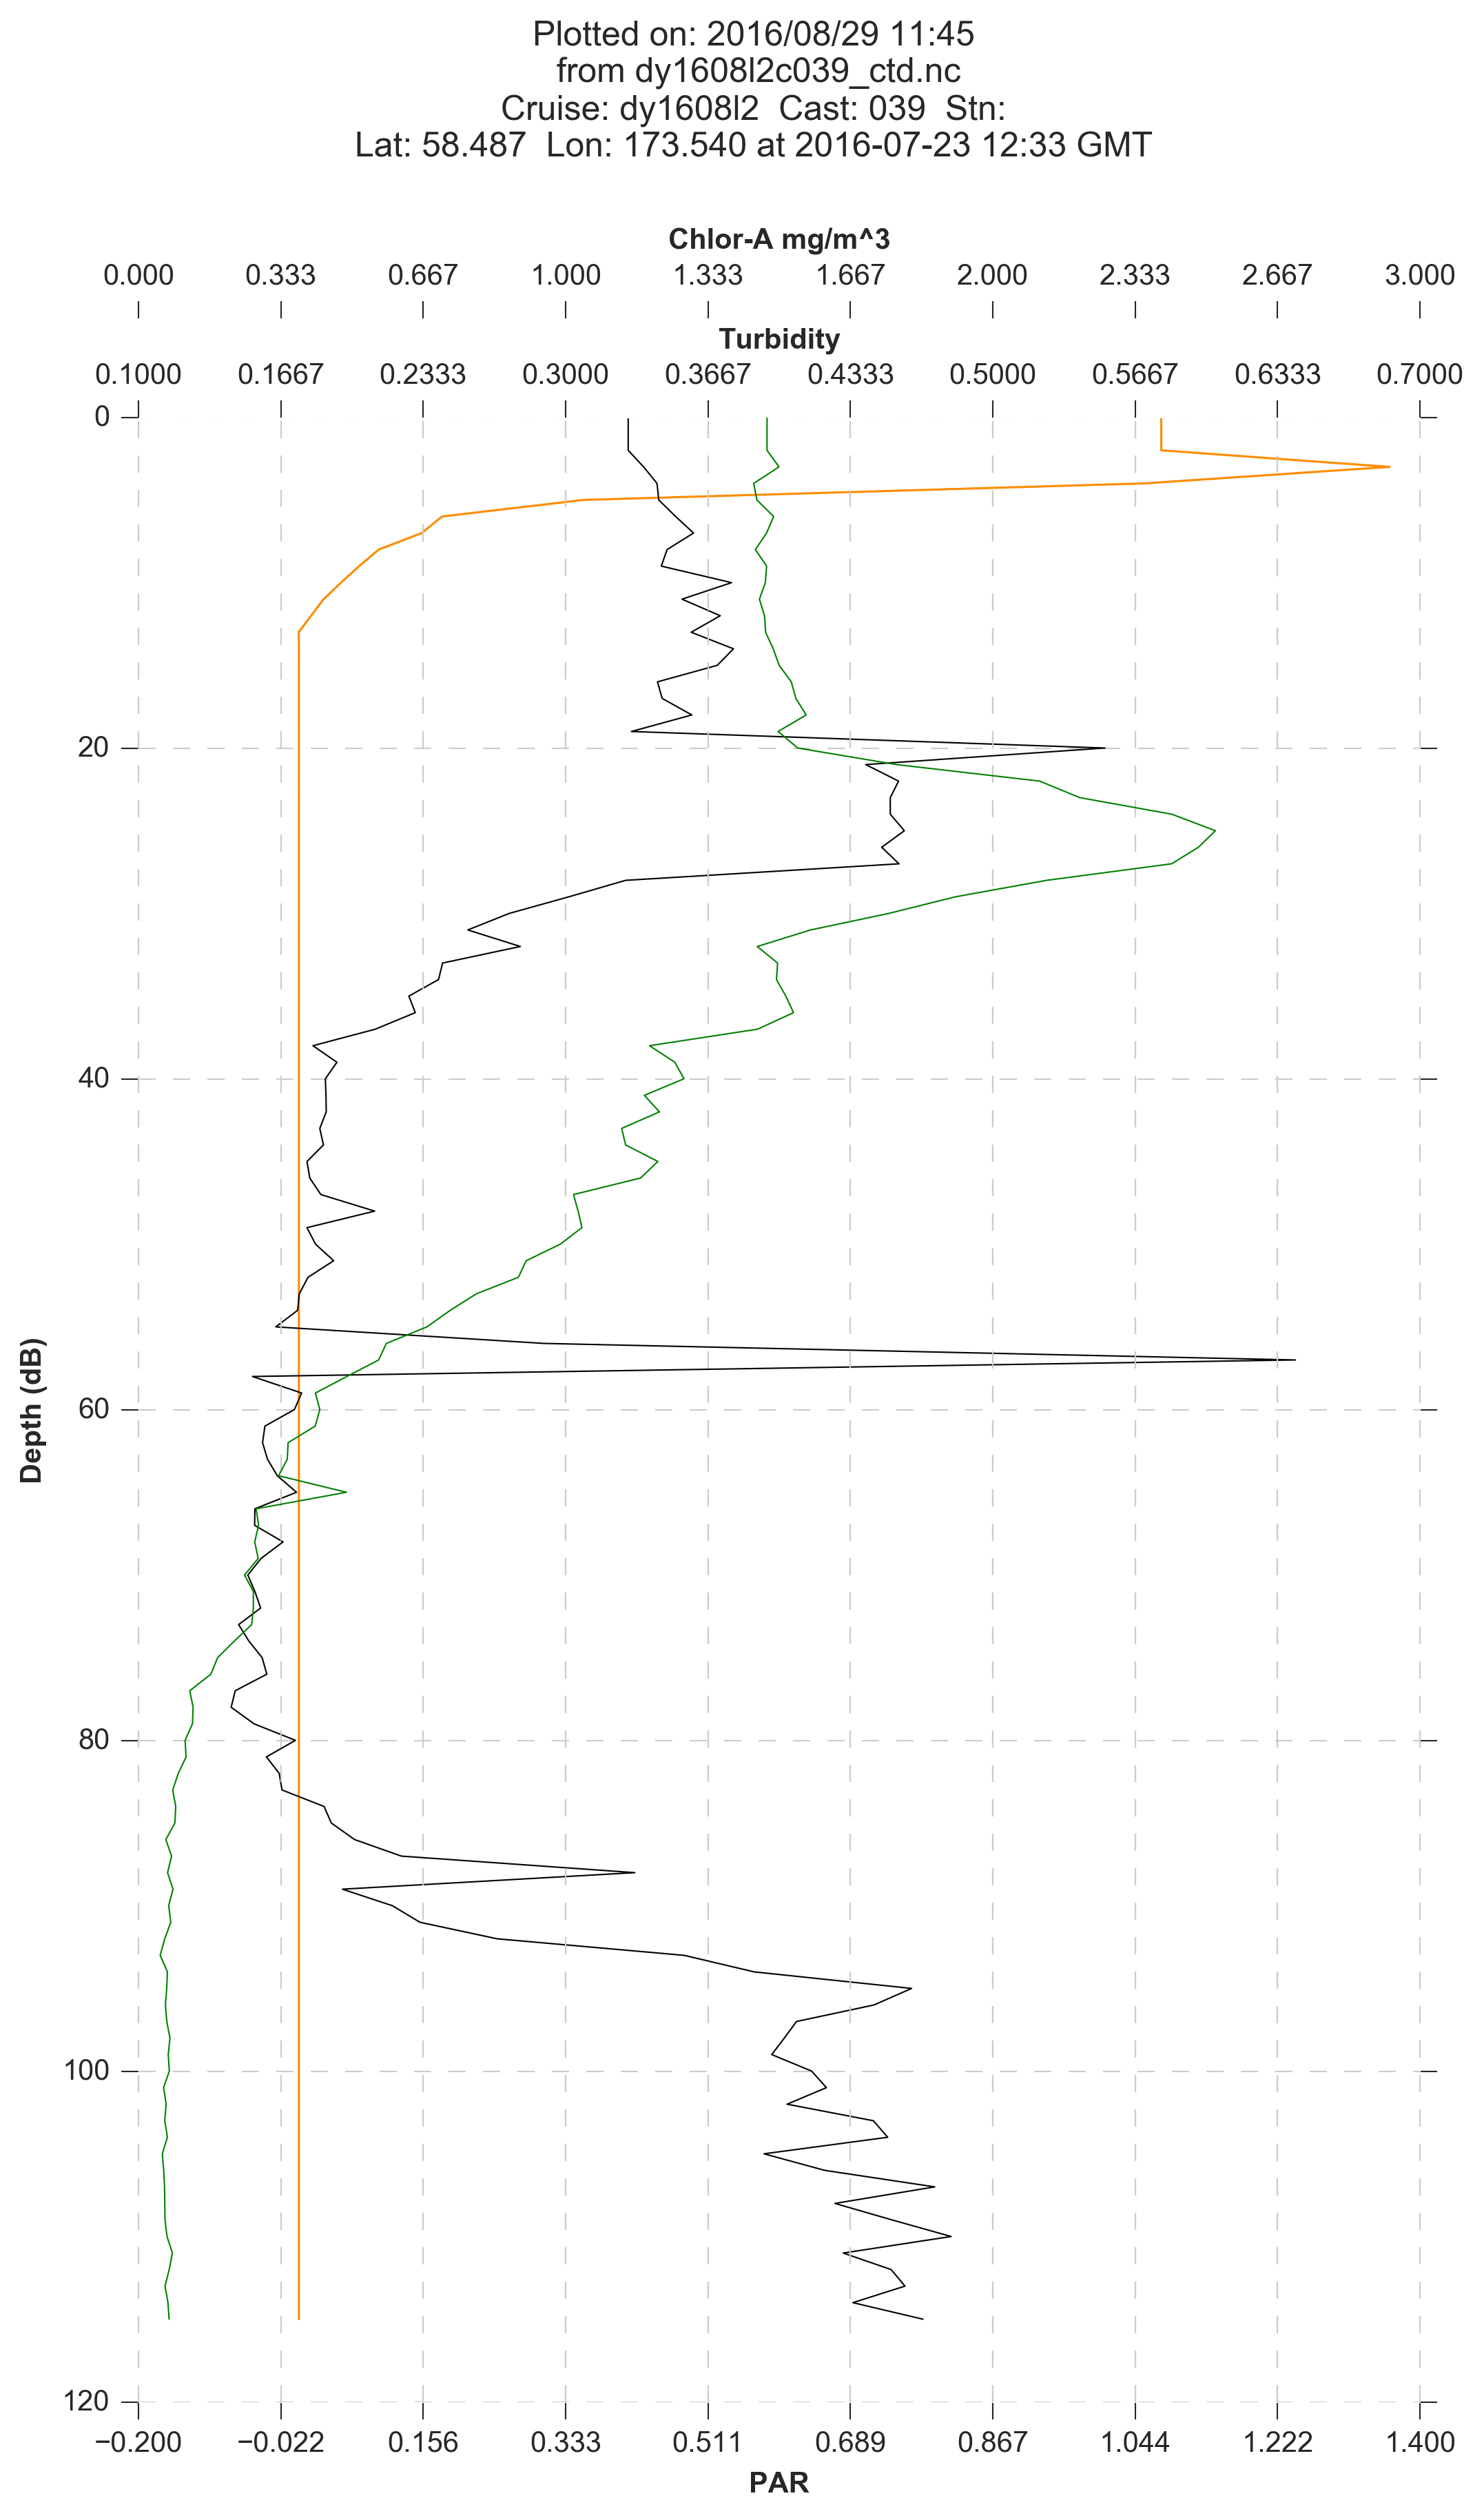 Plotted on: 2016/08/29 11:45
from dy1608l2c039_ctd.nc
Cruise: dy1608l2  Cast: 039  Stn:
Lat: 58.487  Lon: 173.540 at 2016-07-23 12:33 GMT
Chlor-A mg/m^3
0.000 0.333 0.667 1.000 1.333 1.667 2.000 2.333 2.667 3.000
Turbidity
0.1000 0.1667 0.2333 0.3000 0.3667 0.4333 0.5000 0.5667 0.6333 0.7000
0
20
40
Depth (dB)
60
80
100
120
−0.200 −0.022 0.156 0.333 0.511 0.689 0.867 1.044 1.222 1.400
PAR